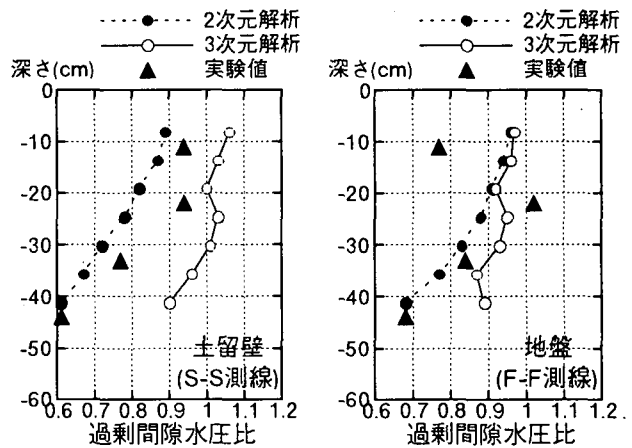 2次元解析
3次元解析
深さ(cm)
実験値
0
-10
-20
-30
-40
-50
-60
0.6
0.7
0.8
0.9
1
1.1
1.2
土留壁
(S-S測線)
過剰間隙水圧比
2次元解析
3次元解析
深さ(cm)
実験値
0
-10
-20
-30
-40
-50
-60
0.6
0.7
0.8
0.9
1
1.1
1.2
地盤
(F-F測線)
過剰間隙水圧比